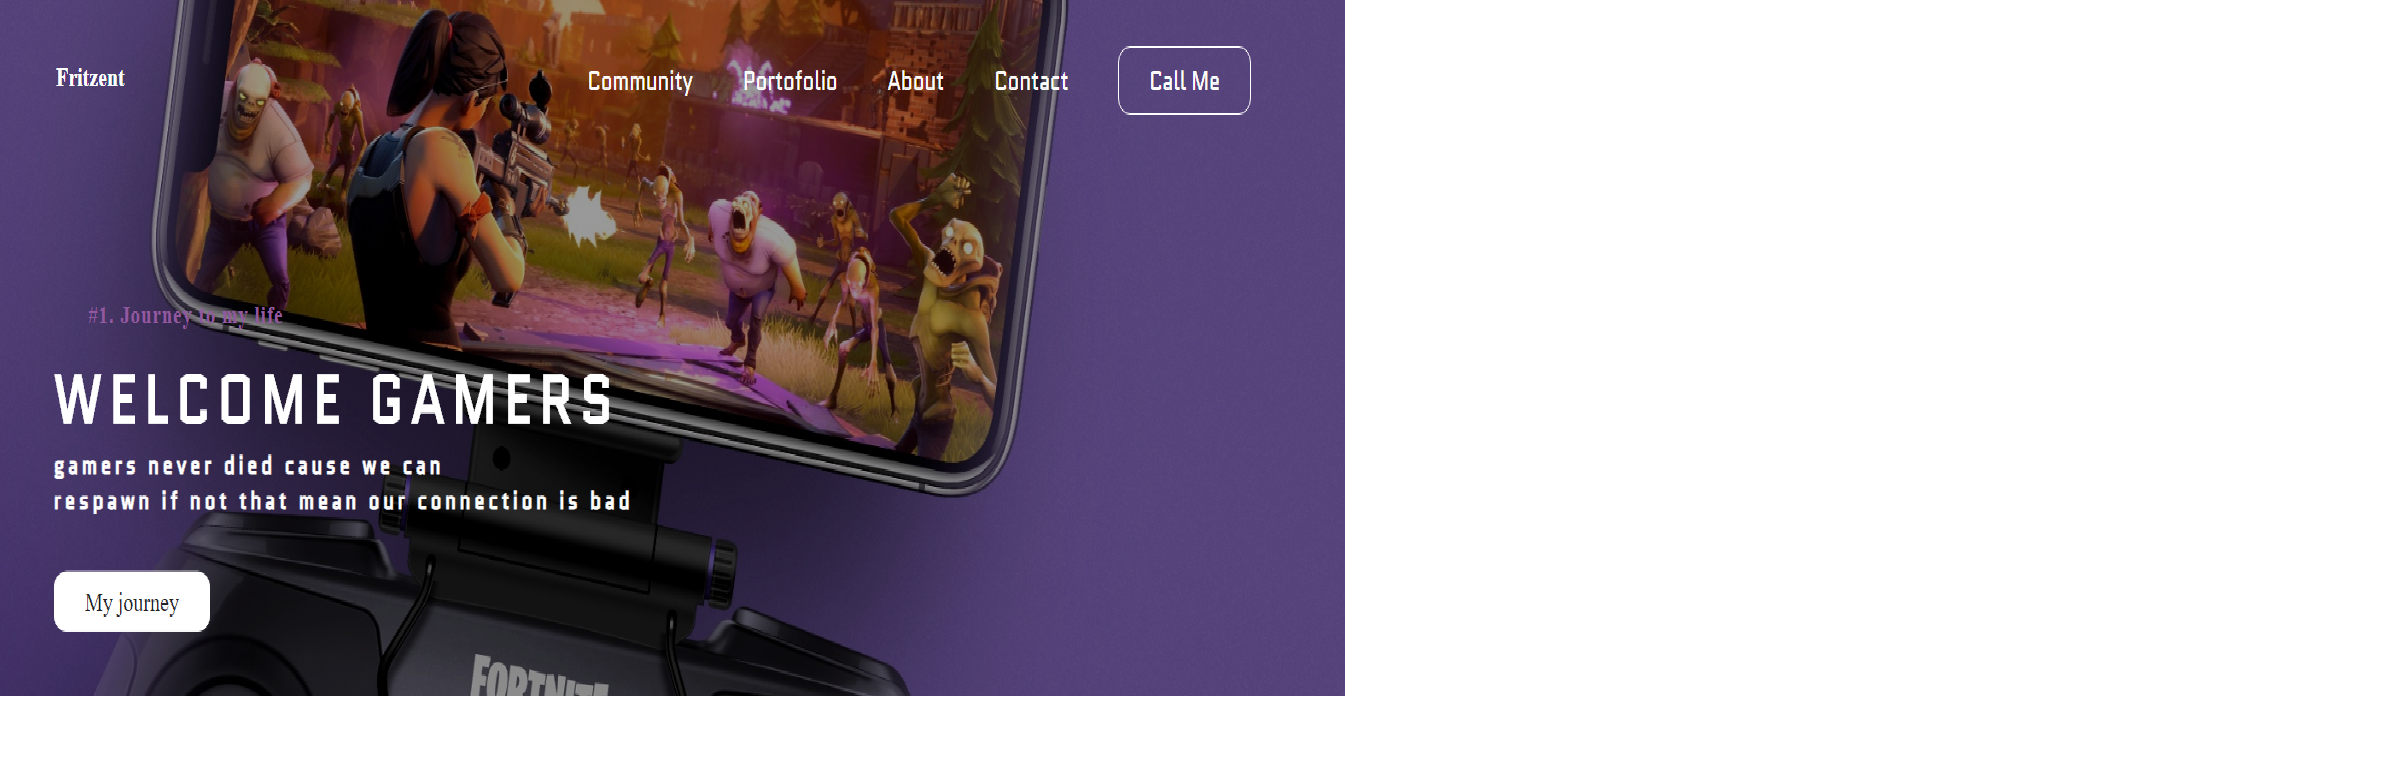 Fritzent
Community Portofolio About Contact Call Me
#1. Journey to my life
WELCOME GAMERS
gamers never died cause we can
respawn if not that mean our connection is bad
My journey
FORTNITE